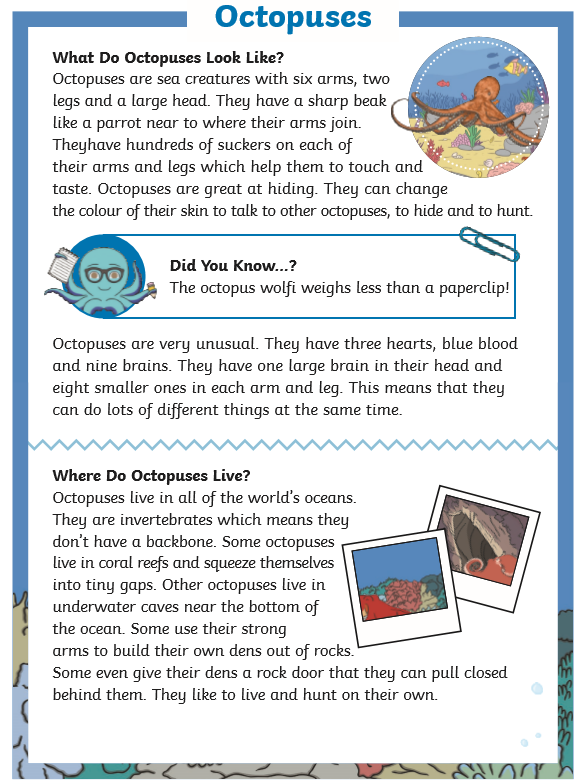 Octopuses
What Do Octopuses Look Like?
Octopuses are sea creatures with six arms, two
legs and a large head. They have a sharp beak
like a parrot near to where their arms join.
Theyhave hundreds of suckers on each of
their arms and legs which help them to touch and
taste. Octopuses are great at hiding. They can change
the colour of their skin to talk to other octopuses, to hide and to hunt.
Did You Know...?
The octopus wolfi weighs less than a paperclip!
Octopuses are very unusual. They have three hearts, blue blood
and nine brains. They have one large brain in their head and
eight smaller ones in each arm and leg. This means that they
can do lots of different things at the same time.
Where Do Octopuses Live?
Octopuses live in all of the world's oceans.
They are invertebrates which means they
don't have a backbone. Some octopuses
live in coral reefs and squeeze themselves
into tiny gaps. Other octopuses live in
underwater caves near the bottom of
the ocean. Some use their strong
arms to build their own dens out of rocks.
Some even give their dens a rock door that they can pull closed
behind them. They like to live and hunt on their own.